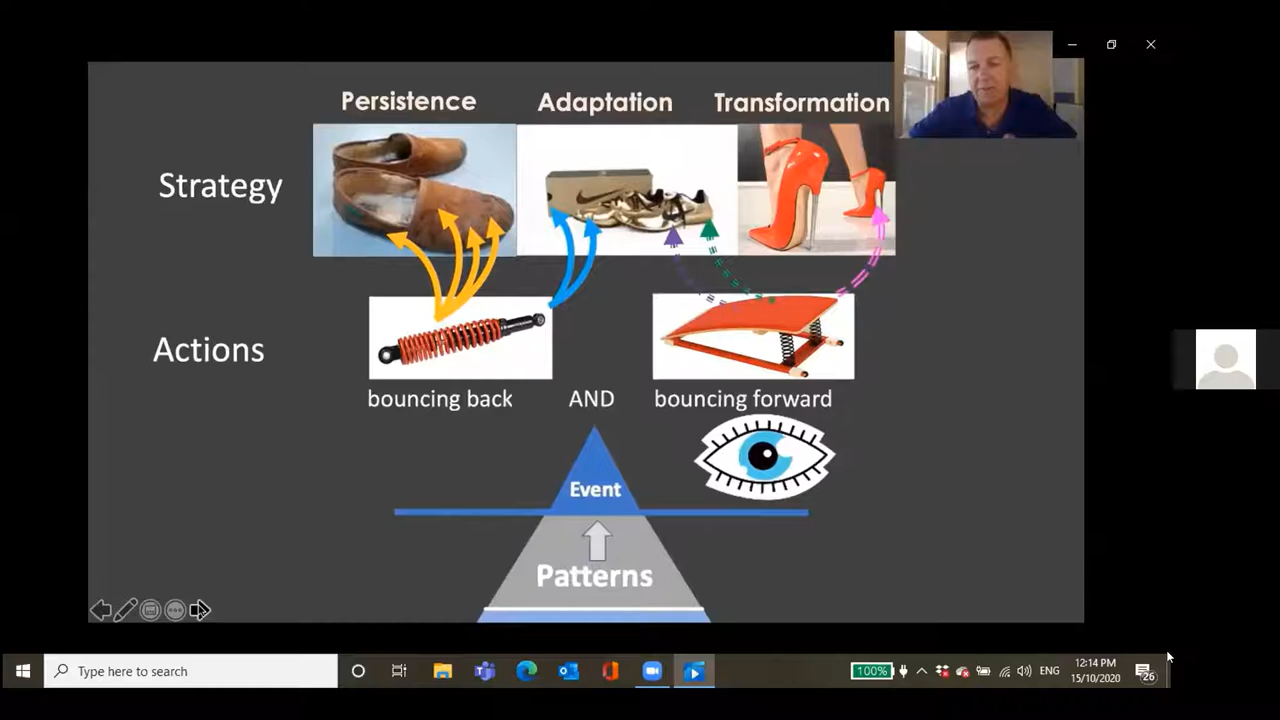 Persistence Adaptation Transformation
Strategy
Actions
bouncing back AND bouncing forward
Event
Patterns
Type here to search
100%
ENG
12:14 PM
15/10/2020
26